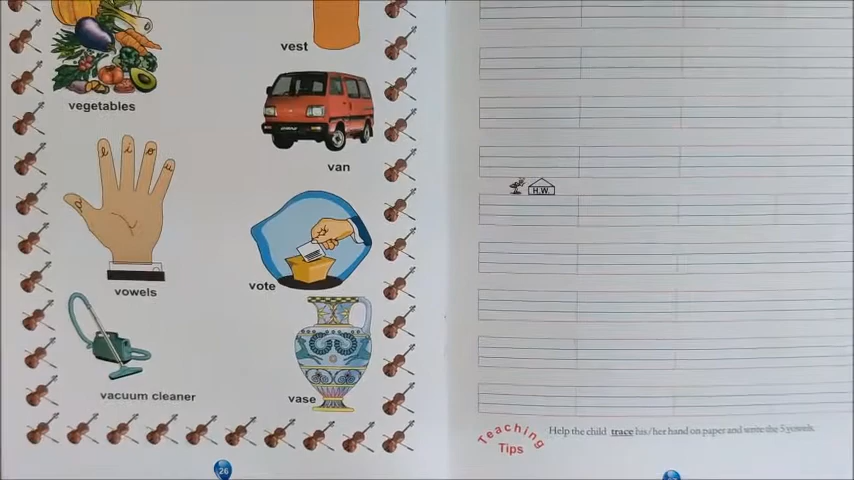 vest
vegetables
van
a e i o u
vowels
vote
vacuum cleaner
vase
26
H.W.
Teaching Tips
Help the child trace his/her hand on paper and write the 5 vowels.